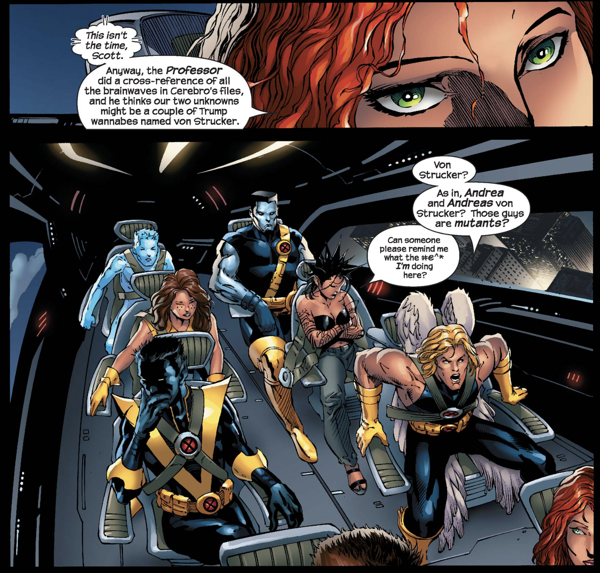 This isn't
the time,
Scott.
Anyway, the Professor
did a cross-reference of all
the brainwaves in Cerebro's files,
and he thinks our two unknowns
might be a couple of Trump
wannabes named von Strucker.
Von
Strucker?
As in, Andrea
and Andreas von
Strucker? Those guys
are mutants?
Can someone
please remind me
what the #@^*
I'm doing
here?